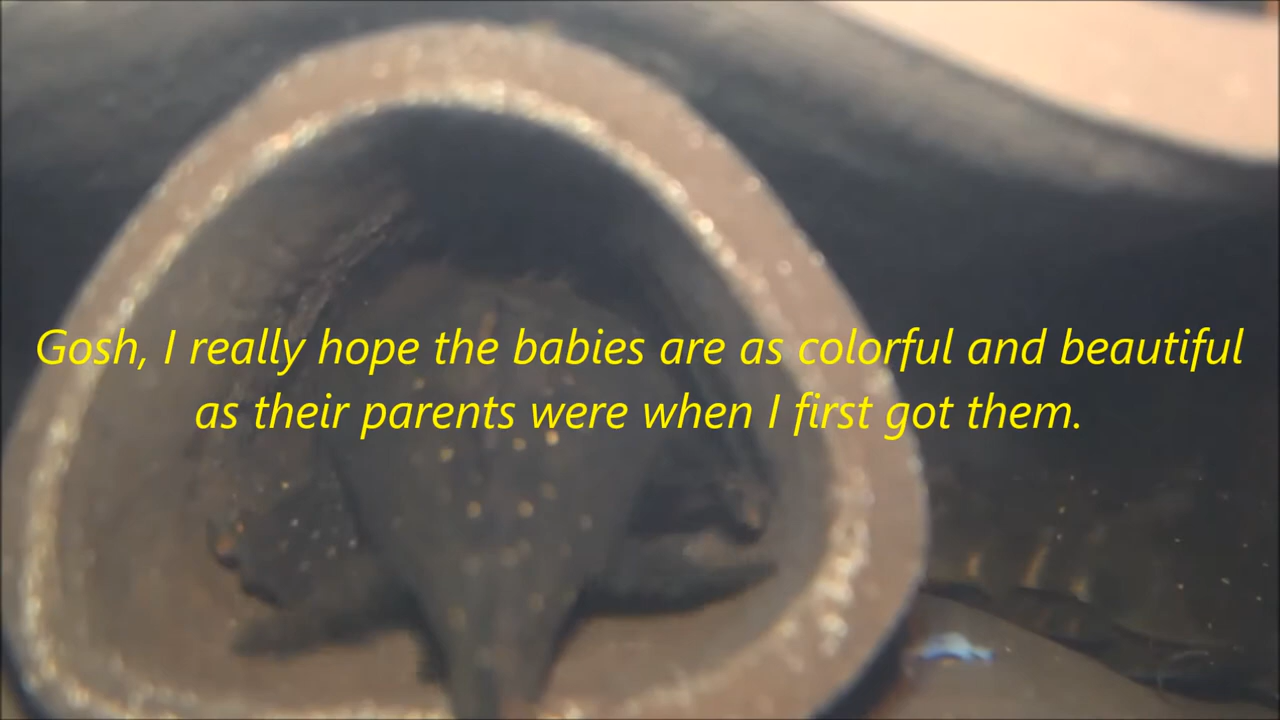 Gosh, I really hope the babies are as colorful and beautiful
as their parents were when I first got them.